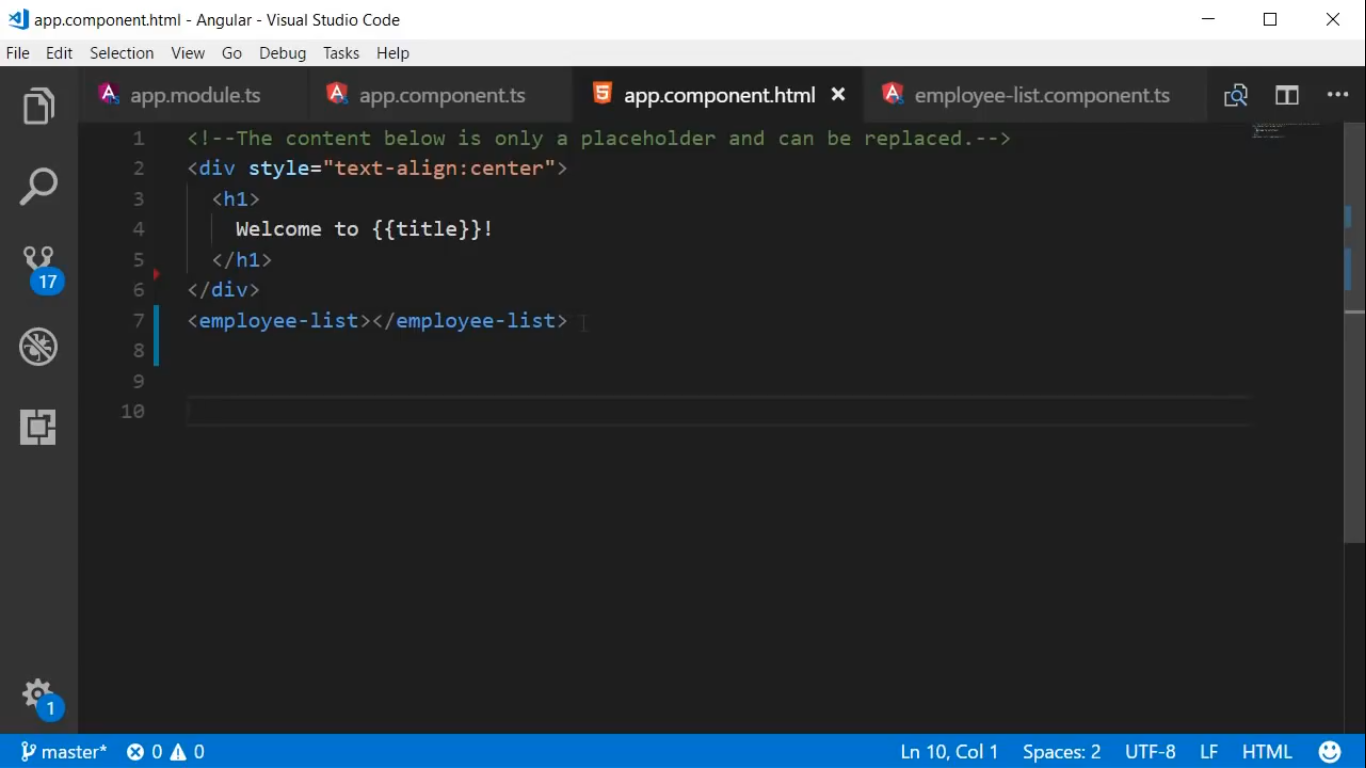 app.component.html - Angular - Visual Studio Code
File Edit Selection View Go Debug Tasks Help
app.module.ts app.component.ts app.component.html employee-list.component.ts
1 <!--The content below is only a placeholder and can be replaced.-->
2 <div style="text-align:center">
3 <h1>
4 Welcome to {{title}}!
5 </h1>
6 </div>
7 <employee-list></employee-list>
8
9
10
17
1
master* 0 0 Ln 10, Col 1 Spaces: 2 UTF-8 LF HTML